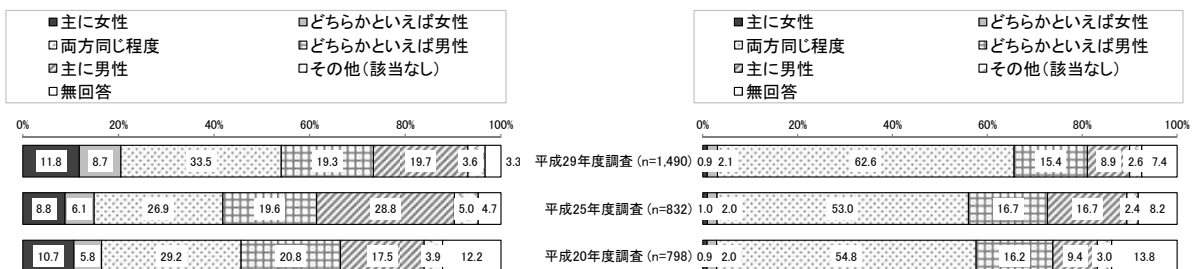 ■主に女性 ■どちらかといえば女性
□両方同じ程度 □どちらかといえば男性
■主に男性 □その他(該当なし)
□無回答
■主に女性 ■どちらかといえば女性
□両方同じ程度 □どちらかといえば男性
■主に男性 □その他(該当なし)
□無回答
0% 20% 40% 60% 80% 100%
0% 20% 40% 60% 80% 100%
11.8 8.7 33.5 19.3 19.7 3.6 3.3
平成29年度調査(n=1,490) 0.9 2.1 62.6 15.4 8.9 2.6 7.4
8.8 6.1 26.9 19.6 28.8 5.0 4.7
平成25年度調査(n=832) 1.0 2.0 53.0 16.7 16.7 2.4 8.2
10.7 5.8 29.2 20.8 17.5 3.9 12.2
平成20年度調査(n=798) 0.9 2.0 54.8 16.2 9.4 3.0 13.8